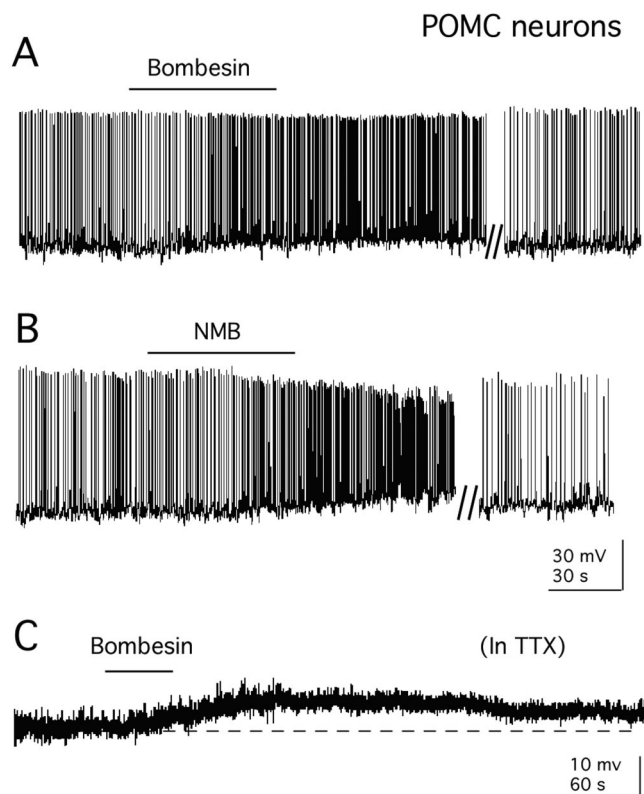 POMC neurons
A
Bombesin
B
NMB
30 mV
30 s
C
Bombesin
(In TTX)
10 mv
60 s